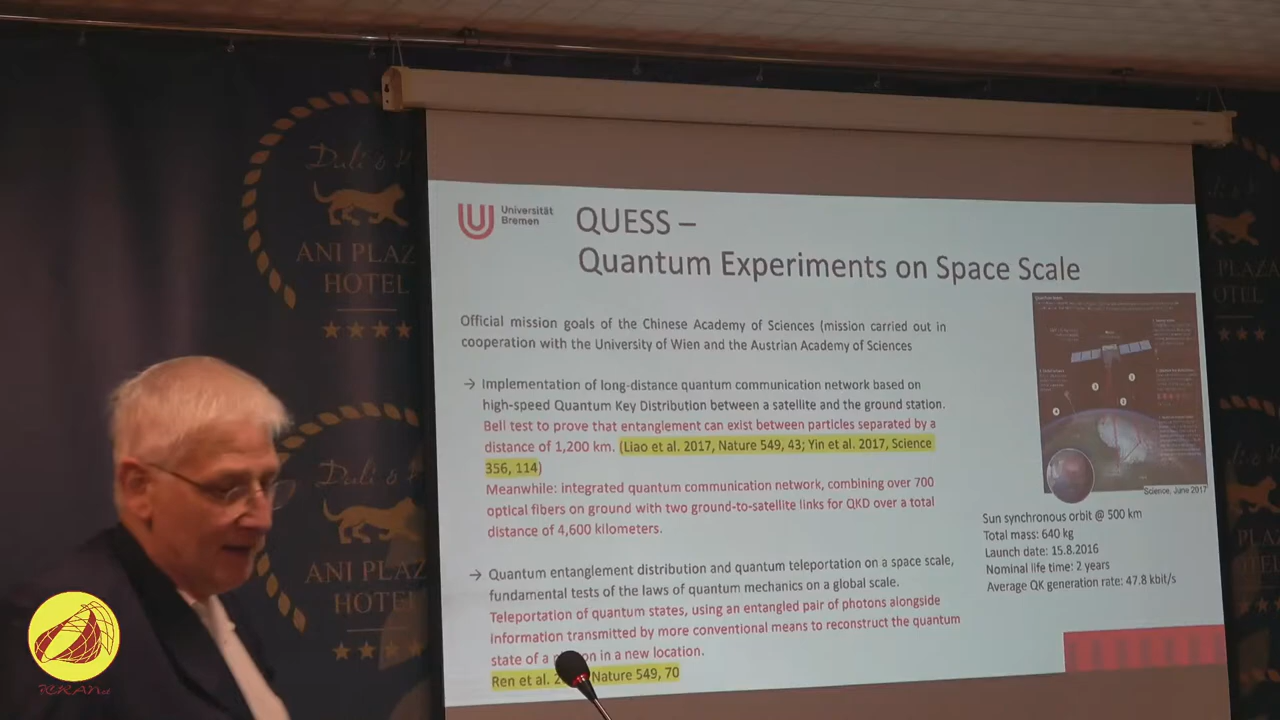 Universität
Bremen
QUESS –
Quantum Experiments on Space Scale
Official mission goals of the Chinese Academy of Sciences (mission carried out in
cooperation with the University of Wien and the Austrian Academy of Sciences
→ Implementation of long-distance quantum communication network based on
high-speed Quantum Key Distribution between a satellite and the ground station.
Bell test to prove that entanglement can exist between particles separated by a
distance of 1,200 km. (Liao et al. 2017, Nature 549, 43; Yin et al. 2017, Science
356, 114)
Meanwhile: integrated quantum communication network, combining over 700
optical fibers on ground with two ground-to-satellite links for QKD over a total
distance of 4,600 kilometers.
→ Quantum entanglement distribution and quantum teleportation on a space scale,
fundamental tests of the laws of quantum mechanics on a global scale.
Teleportation of quantum states, using an entangled pair of photons alongside
information transmitted by more conventional means to reconstruct the quantum
state of a in a new location.
Ren et al. Nature 549, 70
Science, June 2017
Sun synchronous orbit @ 500 km
Total mass: 640 kg
Launch date: 15.8.2016
Nominal life time: 2 years
Average QK generation rate: 47.8 kbit/s
ANI PLAZ
HOTEL
ANI PLAZ
HOTE
PLAZA
OTEL
PLA